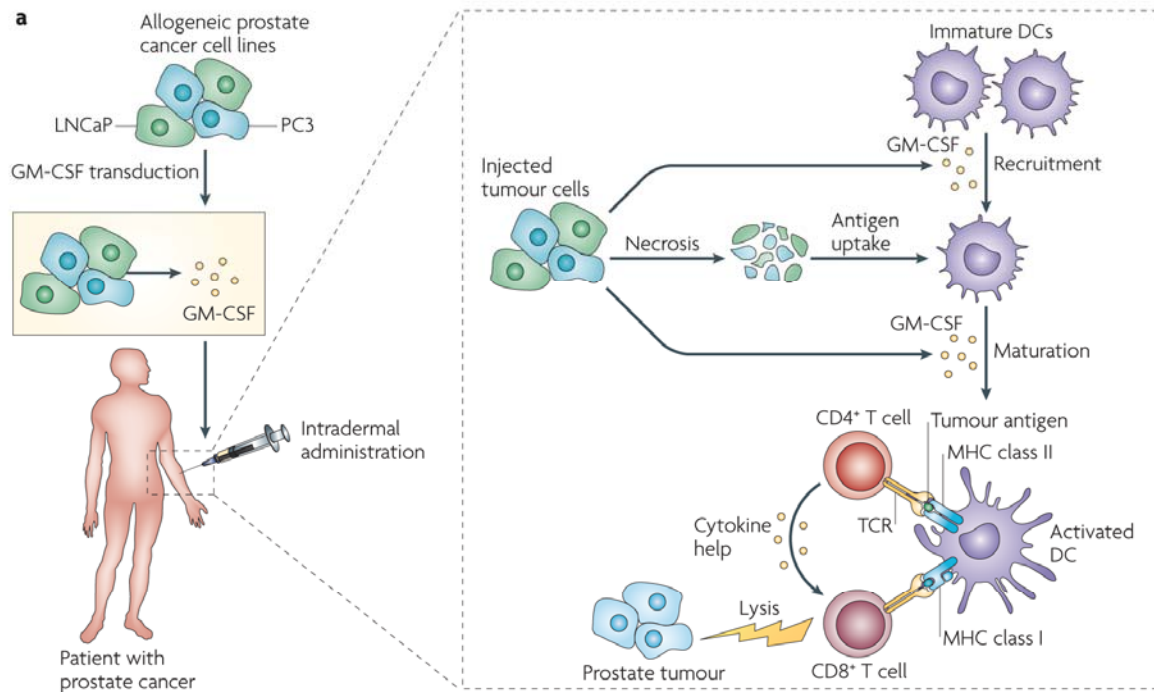 a
Allogeneic prostate
cancer cell lines
LNCaP
PC3
GM-CSF transduction
GM-CSF
Intradermal
administration
Patient with
prostate cancer
Immature DCs
GM-CSF
Recruitment
Injected
tumour cells
Necrosis
Antigen
uptake
GM-CSF
Maturation
CD4⁺ T cell
Tumour antigen
MHC class II
TCR
Activated
DC
Cytokine
help
Lysis
MHC class I
Prostate tumour
CD8⁺ T cell